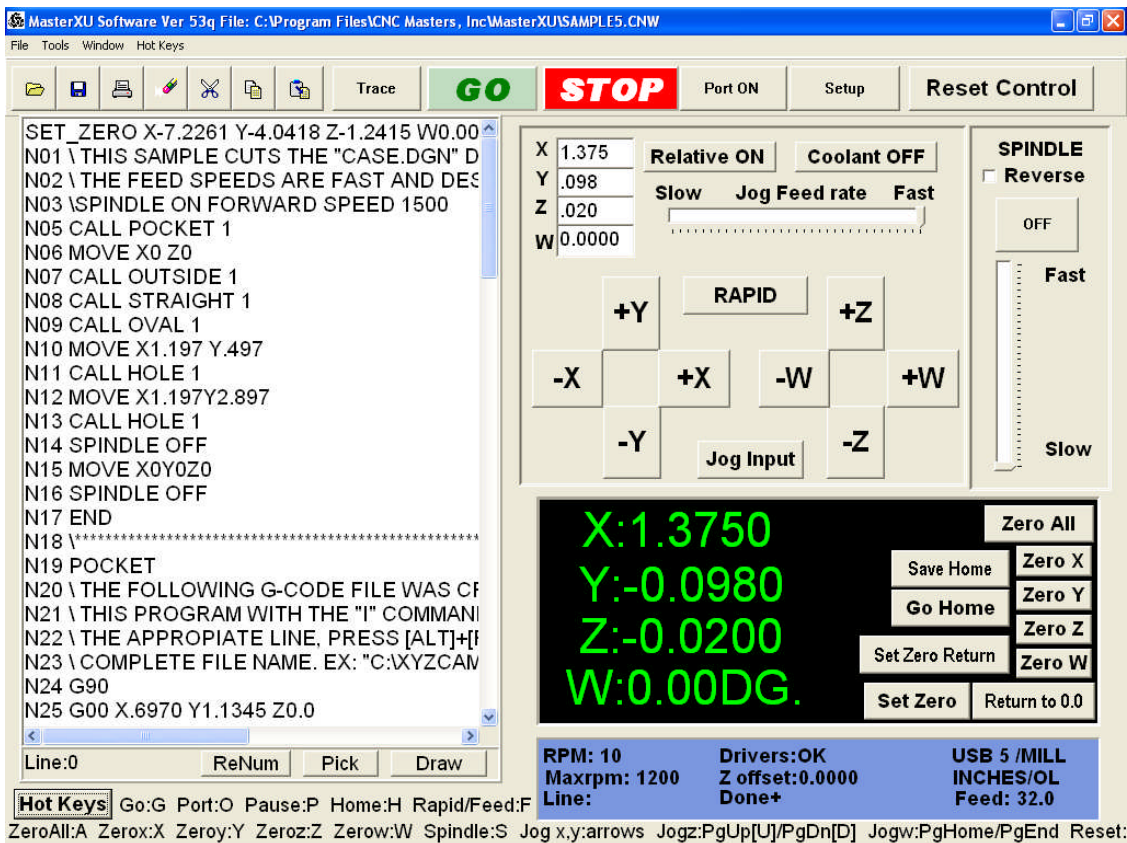 MasterXU Software Ver 53q File: C:\Program Files\CNC Masters, Inc\MasterXU\SAMPLE5.CNW
File Tools Window Hot Keys
Trace GO STOP Port ON Setup Reset Control
SET_ZERO X-7.2261 Y-4.0418 Z-1.2415 W0.00
N01 \ THIS SAMPLE CUTS THE "CASE.DGN" D
N02 \ THE FEED SPEEDS ARE FAST AND DES
N03 \SPINDLE ON FORWARD SPEED 1500
N05 CALL POCKET 1
N06 MOVE X0 Z0
N07 CALL OUTSIDE 1
N08 CALL STRAIGHT 1
N09 CALL OVAL 1
N10 MOVE X1.197 Y.497
N11 CALL HOLE 1
N12 MOVE X1.197Y2.897
N13 CALL HOLE 1
N14 SPINDLE OFF
N15 MOVE X0Y0Z0
N16 SPINDLE OFF
N17 END
N18 \****************************************************
N19 POCKET
N20 \ THE FOLLOWING G-CODE FILE WAS CR
N21 \ THIS PROGRAM WITH THE "I" COMMAN
N22 \ THE APPROPIATE LINE, PRESS [ALT]+[
N23 \ COMPLETE FILE NAME. EX: "C:\XYZCAM
N24 G90
N25 G00 X.6970 Y1.1345 Z0.0
Line:0 ReNum Pick Draw
X 1.375
Y .098
Z .020
W 0.0000
Relative ON Coolant OFF
Slow Jog Feed rate Fast
RAPID
+Y
+Z
-X
+X
-W
+W
-Y
-Z
Jog Input
SPINDLE
Reverse
OFF
Fast
Slow
X:1.3750
Y:-0.0980
Z:-0.0200
W:0.00DG.
Zero All
Save Home Zero X
Go Home Zero Y
Zero Z
Set Zero Return Zero W
Set Zero Return to 0.0
RPM: 10 Drivers:OK USB 5 /MILL
Maxrpm: 1200 Z offset:0.0000 INCHES/OL
Line: Done+ Feed: 32.0
Hot Keys Go:G Port:O Pause:P Home:H Rapid/Feed:F
ZeroAll:A Zerox:X Zeroy:Y Zeroz:Z Zerow:W Spindle:S Jog x,y:arrows Jogz:PgUp[U]/PgDn[D] Jogw:PgHome/PgEnd Reset: